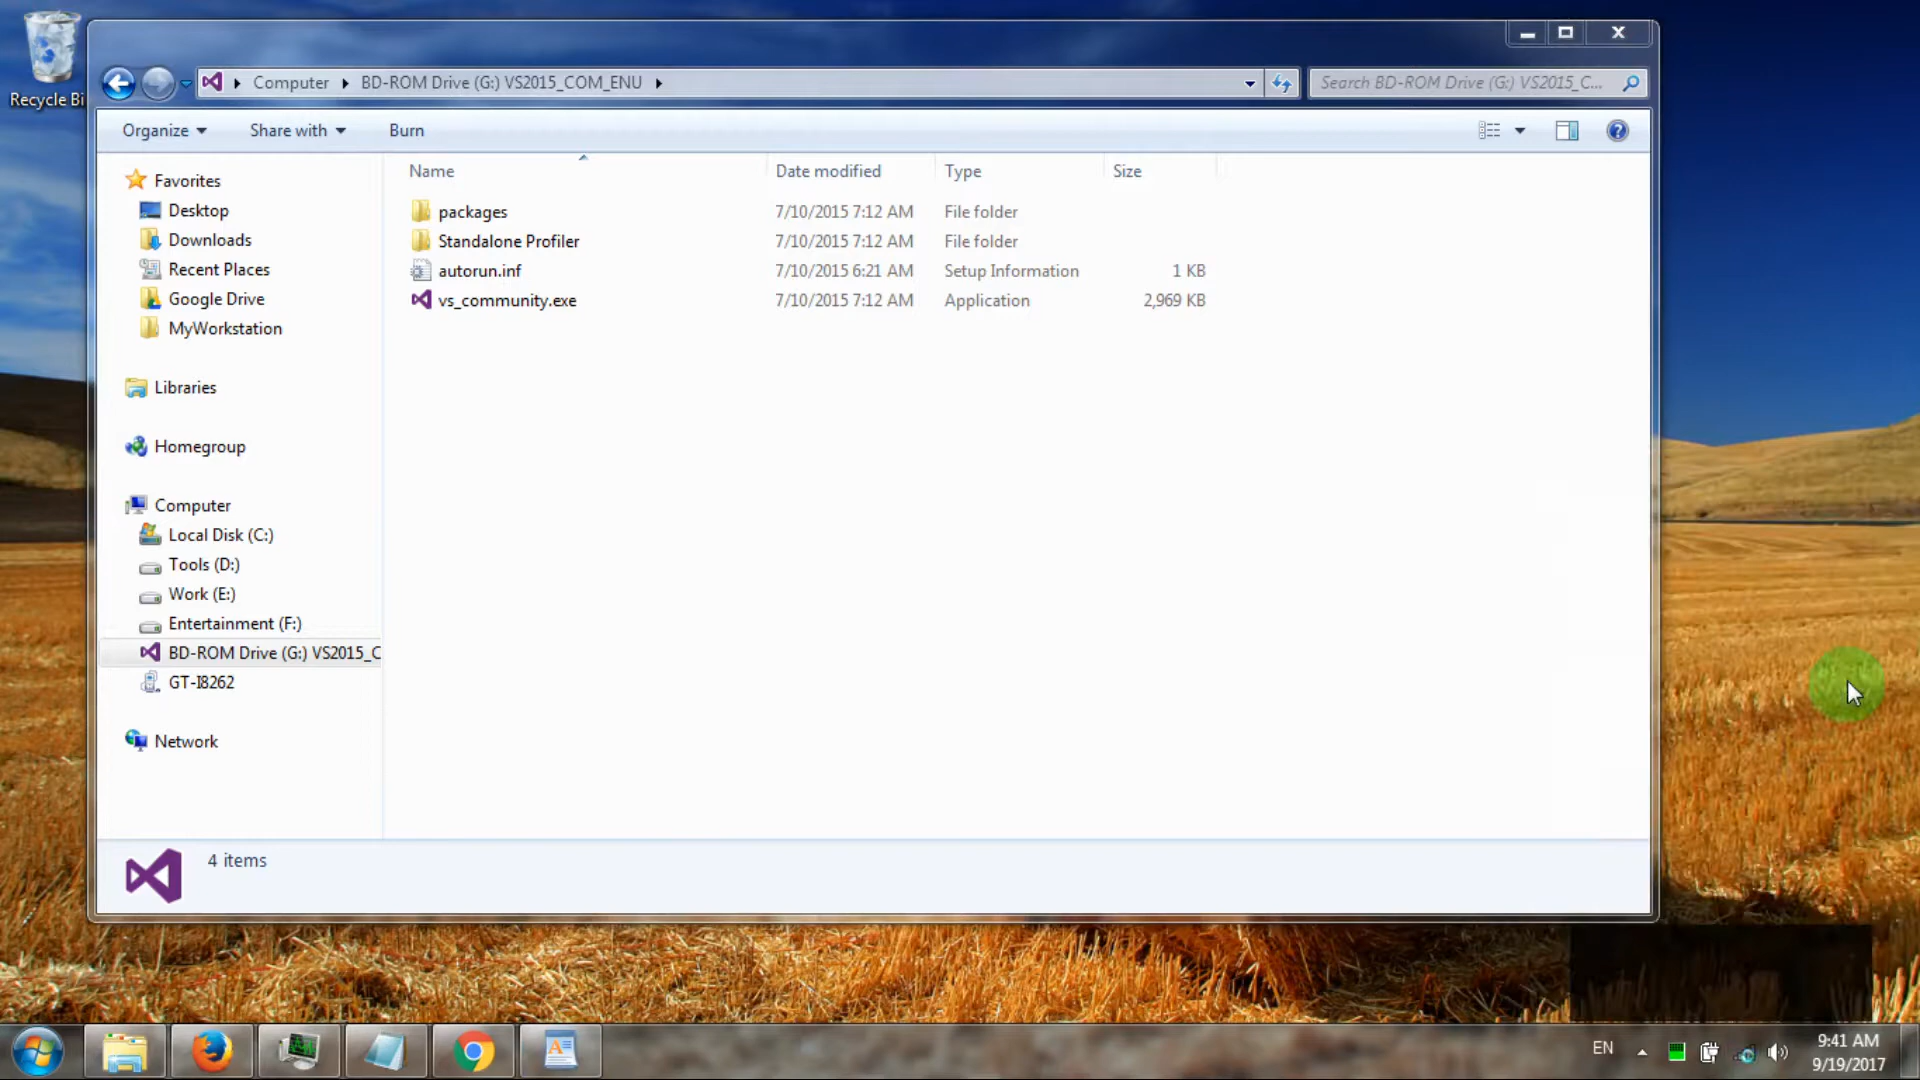 Recycle Bi
Computer
BD-ROM Drive (G:) VS2015_COM_ENU
Search BD-ROM Drive (G:) VS2015_C...
Organize
Share with
Burn
Name
Date modified
Type
Size
packages
7/10/2015 7:12 AM
File folder
Standalone Profiler
7/10/2015 7:12 AM
File folder
autorun.inf
7/10/2015 6:21 AM
Setup Information
1 KB
vs_community.exe
7/10/2015 7:12 AM
Application
2,969 KB
Favorites
Desktop
Downloads
Recent Places
Google Drive
MyWorkstation
Libraries
Homegroup
Computer
Local Disk (C:)
Tools (D:)
Work (E:)
Entertainment (F:)
BD-ROM Drive (G:) VS2015_C
GT-I8262
Network
4 items
EN
9:41 AM
9/19/2017